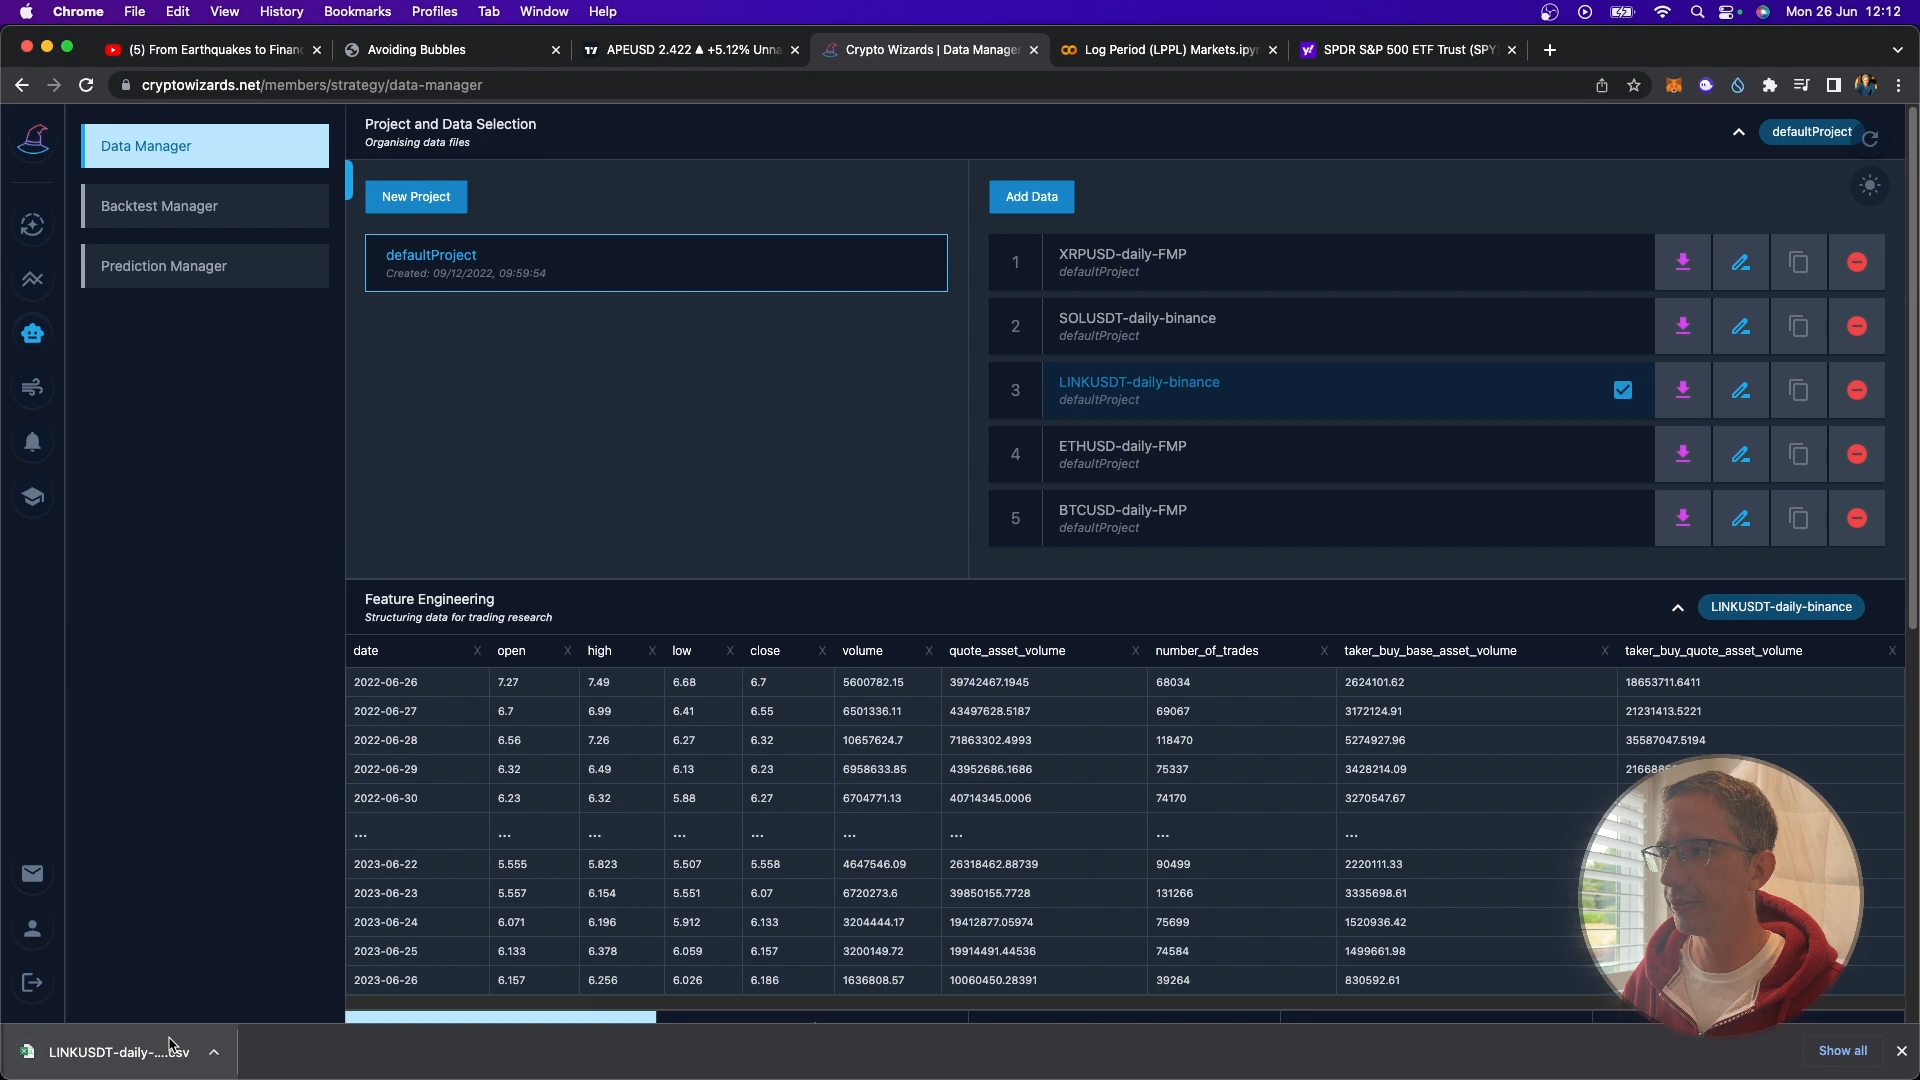 Chrome File Edit View History Bookmarks Profiles Tab Window Help Mon 26 Jun 12:12
(5) From Earthquakes to Finan
Avoiding Bubbles
APEUSD 2.422 ▲ +5.12% Unna
Crypto Wizards | Data Manager
Log Period (LPPL) Markets.ipyn
SPDR S&P 500 ETF Trust (SPY
cryptowizards.net/members/strategy/data-manager
Data Manager
Backtest Manager
Prediction Manager
Project and Data Selection
Organising data files
defaultProject
New Project
defaultProject
Created: 09/12/2022, 09:59:54
Add Data
1 XRPUSD-daily-FMP
defaultProject
2 SOLUSDT-daily-binance
defaultProject
3 LINKUSDT-daily-binance
defaultProject
4 ETHUSD-daily-FMP
defaultProject
5 BTCUSD-daily-FMP
defaultProject
Feature Engineering
Structuring data for trading research
LINKUSDT-daily-binance
date X open X high X low X close X volume X quote_asset_volume X number_of_trades X taker_buy_base_asset_volume X taker_buy_quote_asset_volume X
2022-06-26 7.27 7.49 6.68 6.7 5600782.15 39742467.1945 68034 2624101.62 18653711.6411
2022-06-27 6.7 6.99 6.41 6.55 6501336.11 43497628.5187 69067 3172124.91 21231413.5221
2022-06-28 6.56 7.26 6.27 6.32 10657624.7 71863302.4993 118470 5274927.96 35587047.5194
2022-06-29 6.32 6.49 6.13 6.23 6958633.85 43952686.1686 75337 3428214.09
2022-06-30 6.23 6.32 5.88 6.27 6704771.13 40714345.0006 74170 3270547.67
... ... ... ... ... ... ... ... ...
2023-06-22 5.555 5.823 5.507 5.558 4647546.09 26318462.88739 90499 2220111.33
2023-06-23 5.557 6.154 5.551 6.07 6720273.6 39850155.7728 131266 3335698.61
2023-06-24 6.071 6.196 5.912 6.133 3204444.17 19412877.05974 75699 1520936.42
2023-06-25 6.133 6.378 6.059 6.157 3200149.72 19914491.44536 74584 1499661.98
2023-06-26 6.157 6.256 6.026 6.186 1636808.57 10060450.28391 39264 830592.61
LINKUSDT-daily-....csv
Show all